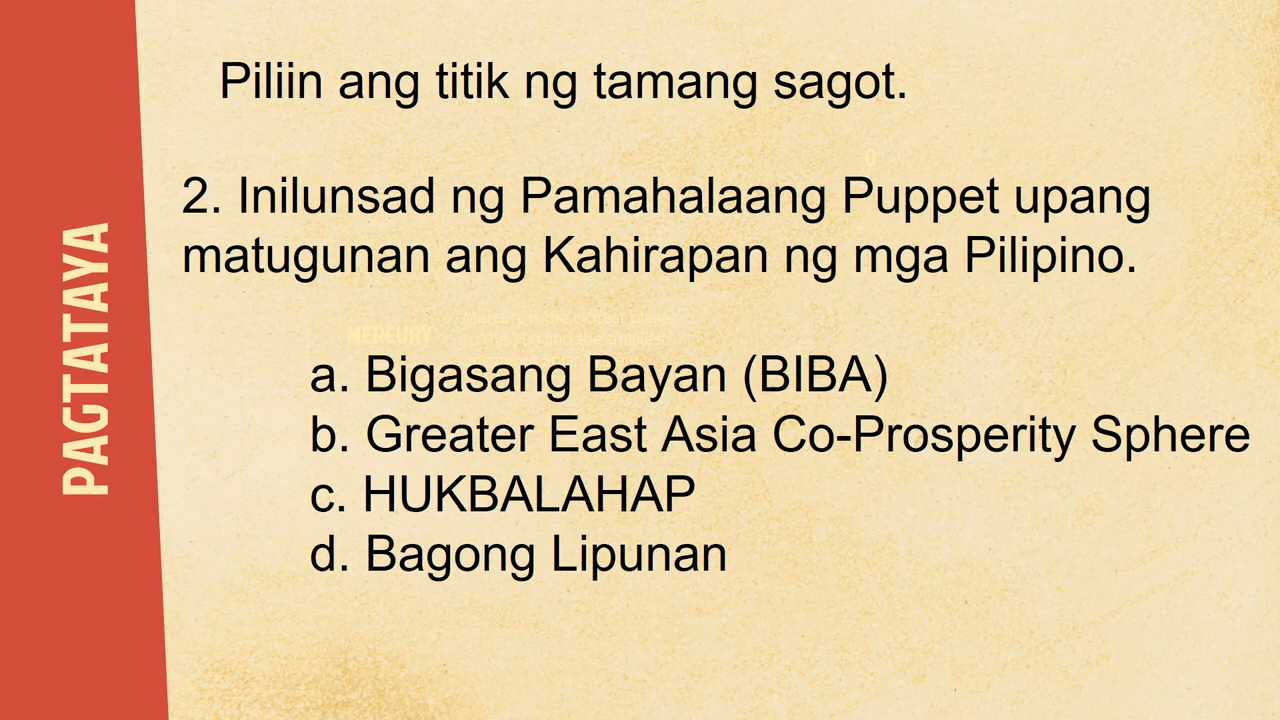 PAGTATAYA
Piliin ang titik ng tamang sagot.
2. Inilunsad ng Pamahalaang Puppet upang
matugunan ang Kahirapan ng mga Pilipino.
MERCURY
a. Bigasang Bayan (BIBA)
b. Greater East Asia Co-Prosperity Sphere
c. HUKBALAHAP
d. Bagong Lipunan